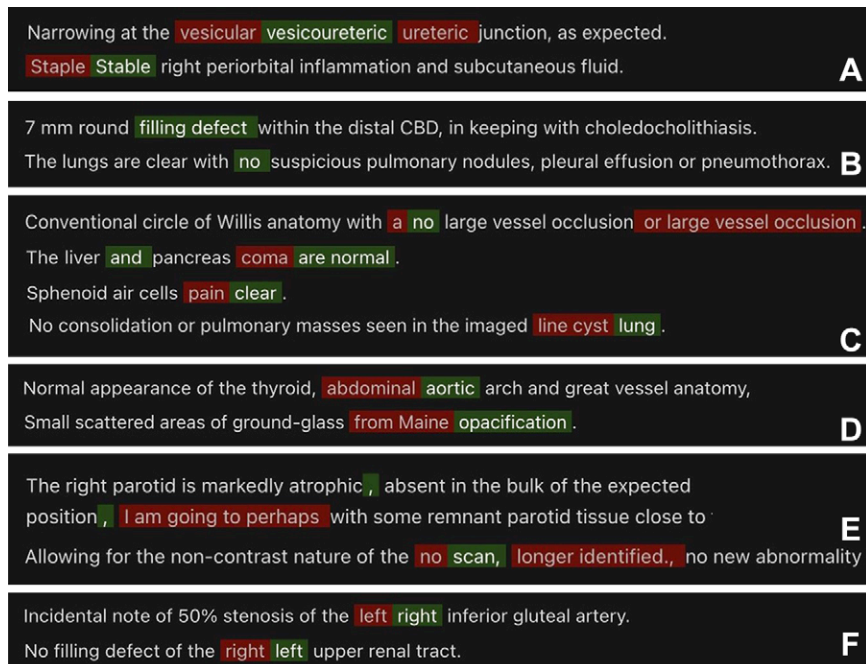 Narrowing at the vesicular vesicoureteric ureteric junction, as expected.
Staple Stable right periorbital inflammation and subcutaneous fluid.
A
7 mm round filling defect within the distal CBD, in keeping with choledocholithiasis.
The lungs are clear with no suspicious pulmonary nodules, pleural effusion or pneumothorax.
B
Conventional circle of Willis anatomy with a no large vessel occlusion or large vessel occlusion.
The liver and pancreas coma are normal.
Sphenoid air cells pain clear.
No consolidation or pulmonary masses seen in the imaged line cyst lung.
C
Normal appearance of the thyroid, abdominal aortic arch and great vessel anatomy,
Small scattered areas of ground-glass from Maine opacification.
D
The right parotid is markedly atrophic, absent in the bulk of the expected
position, I am going to perhaps with some remnant parotid tissue close to
E
Allowing for the non-contrast nature of the no scan, longer identified., no new abnormality
Incidental note of 50% stenosis of the left right inferior gluteal artery.
No filling defect of the right left upper renal tract.
F